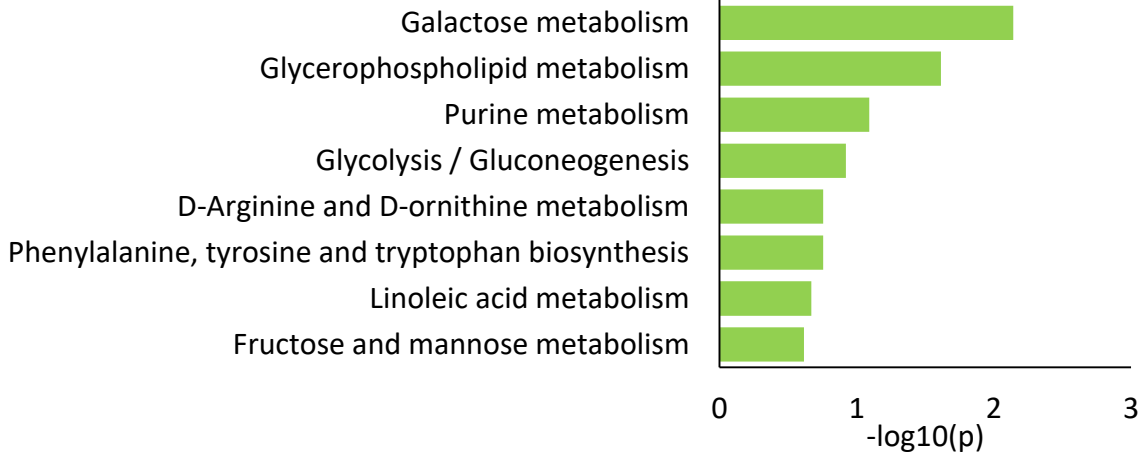 Galactose metabolism
Glycerophospholipid metabolism
Purine metabolism
Glycolysis / Gluconeogenesis
D-Arginine and D-ornithine metabolism
Phenylalanine, tyrosine and tryptophan biosynthesis
Linoleic acid metabolism
Fructose and mannose metabolism
0 1 2 3
-log10(p)